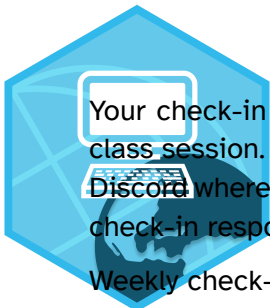 Your check-in
class session.
Discord where
check-in respo
Weekly check-